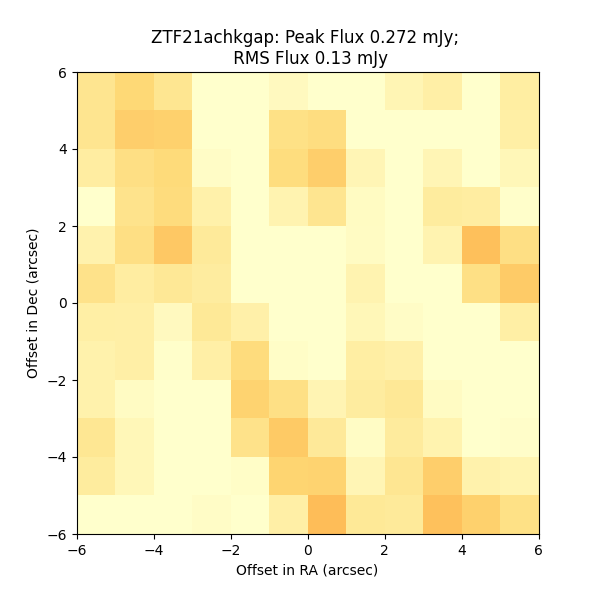 ZTF21achkgap: Peak Flux 0.272 mJy;
RMS Flux 0.13 mJy
6
4
2
0
−2
−4
−6
Offset in Dec (arcsec)
−6 −4 −2 0 2 4 6
Offset in RA (arcsec)